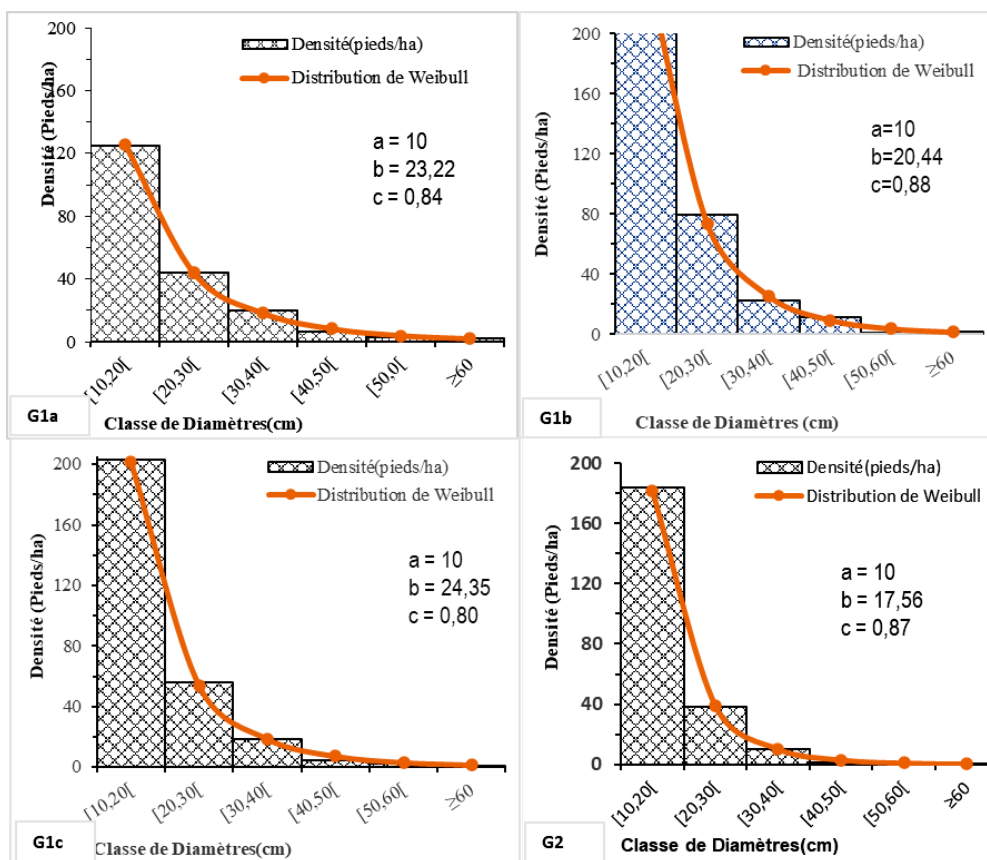 200
160
120
80
40
0
Densité (Pieds/ha)
Densité(pieds/ha)
Distribution de Weibull
a = 10
b = 23,22
c = 0,84
[10,20[
[20,30[
[30,40[
[40,50[
[50,0[
≥60
G1a
Classe de Diamètres(cm)
200
160
120
80
40
0
Densité (Pieds/ha)
Densité(pieds/ha)
Distribution de Weibull
a=10
b=20,44
c=0,88
[10,20[
[20,30[
[30,40[
[40,50[
[50,60[
≥60
G1b
Classe de Diamètres (cm)
200
160
120
80
40
0
Densité (Pieds/ha)
Densité(pieds/ha)
Distribution de Weibull
a = 10
b = 24,35
c = 0,80
[10,20[
[20,30[
[30,40[
[40,50[
[50,60[
≥60
G1c
Classe de Diamètres(cm)
200
160
120
80
40
0
Densité (Pieds/ha)
Densité(pieds/ha)
Distribution de Weibull
a = 10
b = 17,56
c = 0,87
[10,20[
[20,30[
[30,40[
[40,50[
[50,60[
≥60
G2
Classe de Diamètres(cm)